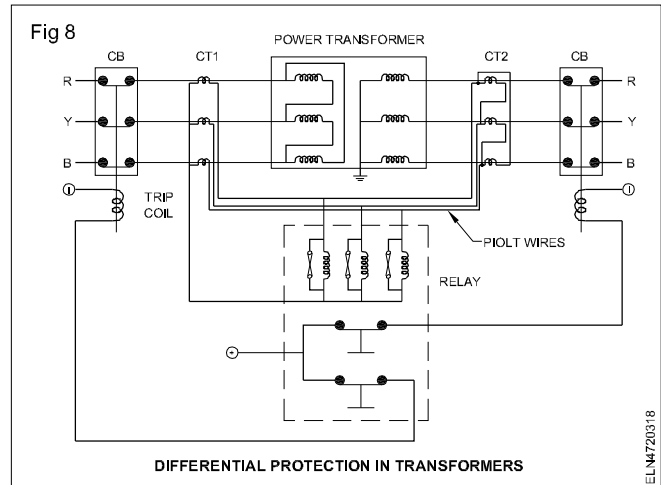 Fig 8
POWER TRANSFORMER
CB
CT1
CT2
CB
R
R
Y
Y
B
B
TRIP
COIL
PIOLT WIRES
RELAY
DIFFERENTIAL PROTECTION IN TRANSFORMERS
ELN4720318